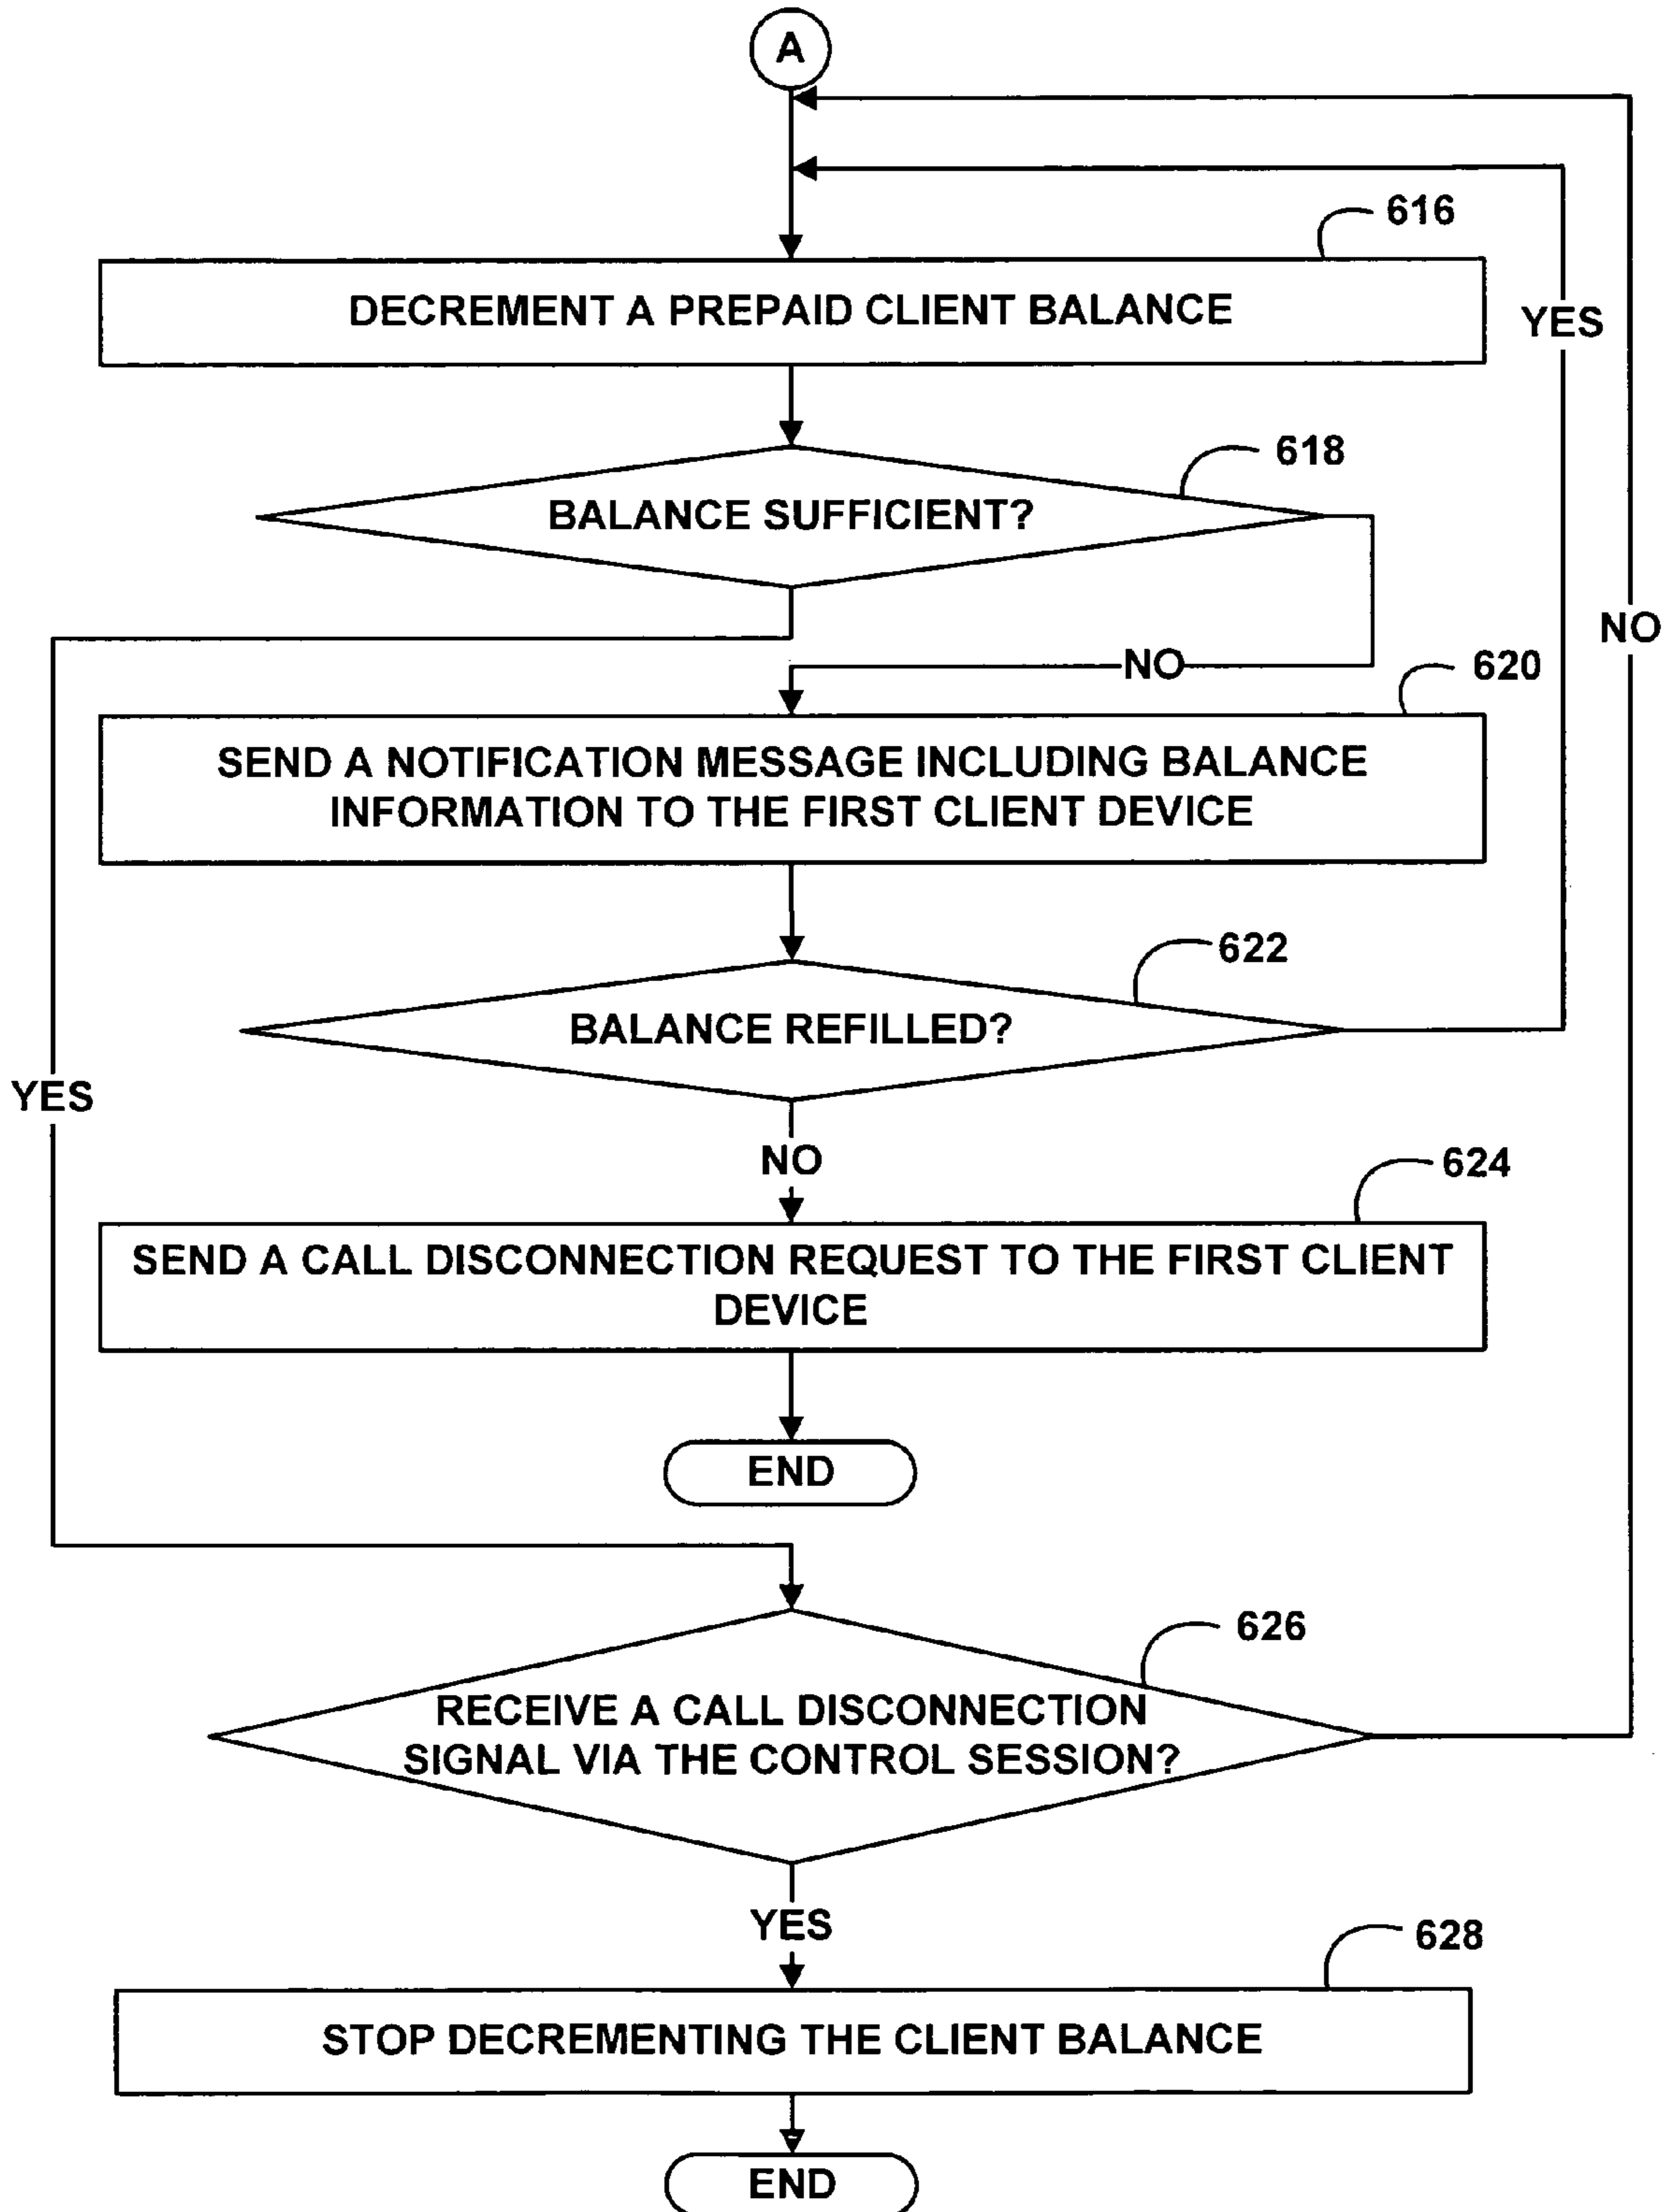 A
616
DECREMENT A PREPAID CLIENT BALANCE
YES
618
BALANCE SUFFICIENT?
NO
NO
620
SEND A NOTIFICATION MESSAGE INCLUDING BALANCE
INFORMATION TO THE FIRST CLIENT DEVICE
622
BALANCE REFILLED?
YES
NO
624
SEND A CALL DISCONNECTION REQUEST TO THE FIRST CLIENT
DEVICE
END
626
RECEIVE A CALL DISCONNECTION
SIGNAL VIA THE CONTROL SESSION?
YES
628
STOP DECREMENTING THE CLIENT BALANCE
END